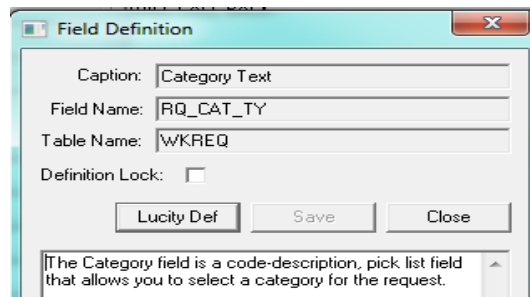 Field Definition
Caption: Category Text
Field Name: RQ_CAT_TY
Table Name: WKREQ
Definition Lock:
Lucity Def Save Close
The Category field is a code-description, pick list field
that allows you to select a category for the request.